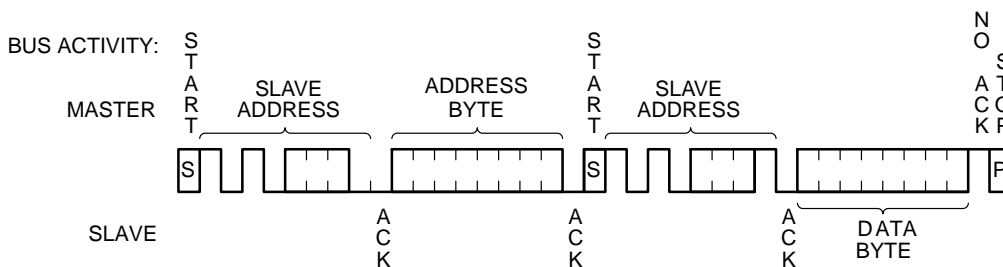 BUS ACTIVITY:
MASTER
START
SLAVE
ADDRESS
ADDRESS
BYTE
START
SLAVE
ADDRESS
NO ACK
STOP
S
S
P
SLAVE
ACK
ACK
ACK
DATA
BYTE